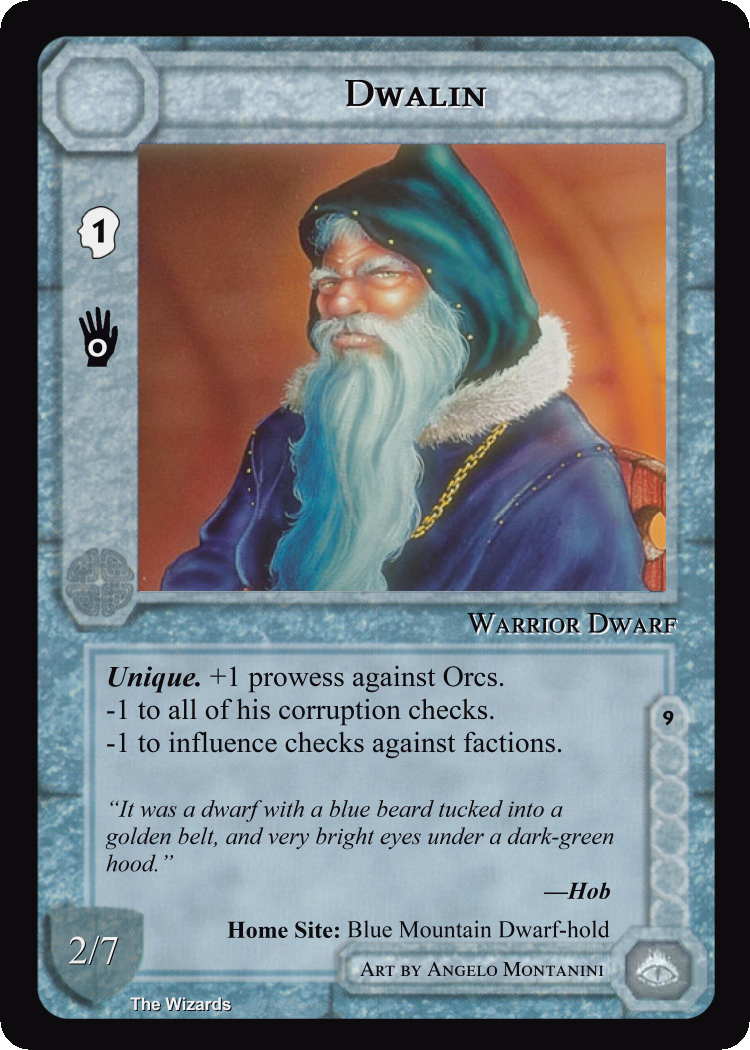 Dwalin
1
0
Warrior Dwarf
Unique. +1 prowess against Orcs.
-1 to all of his corruption checks.
-1 to influence checks against factions.
9
“It was a dwarf with a blue beard tucked into a
golden belt, and very bright eyes under a dark-green
hood.”
—Hob
Home Site: Blue Mountain Dwarf-hold
2/7
Art by Angelo Montanini
The Wizards